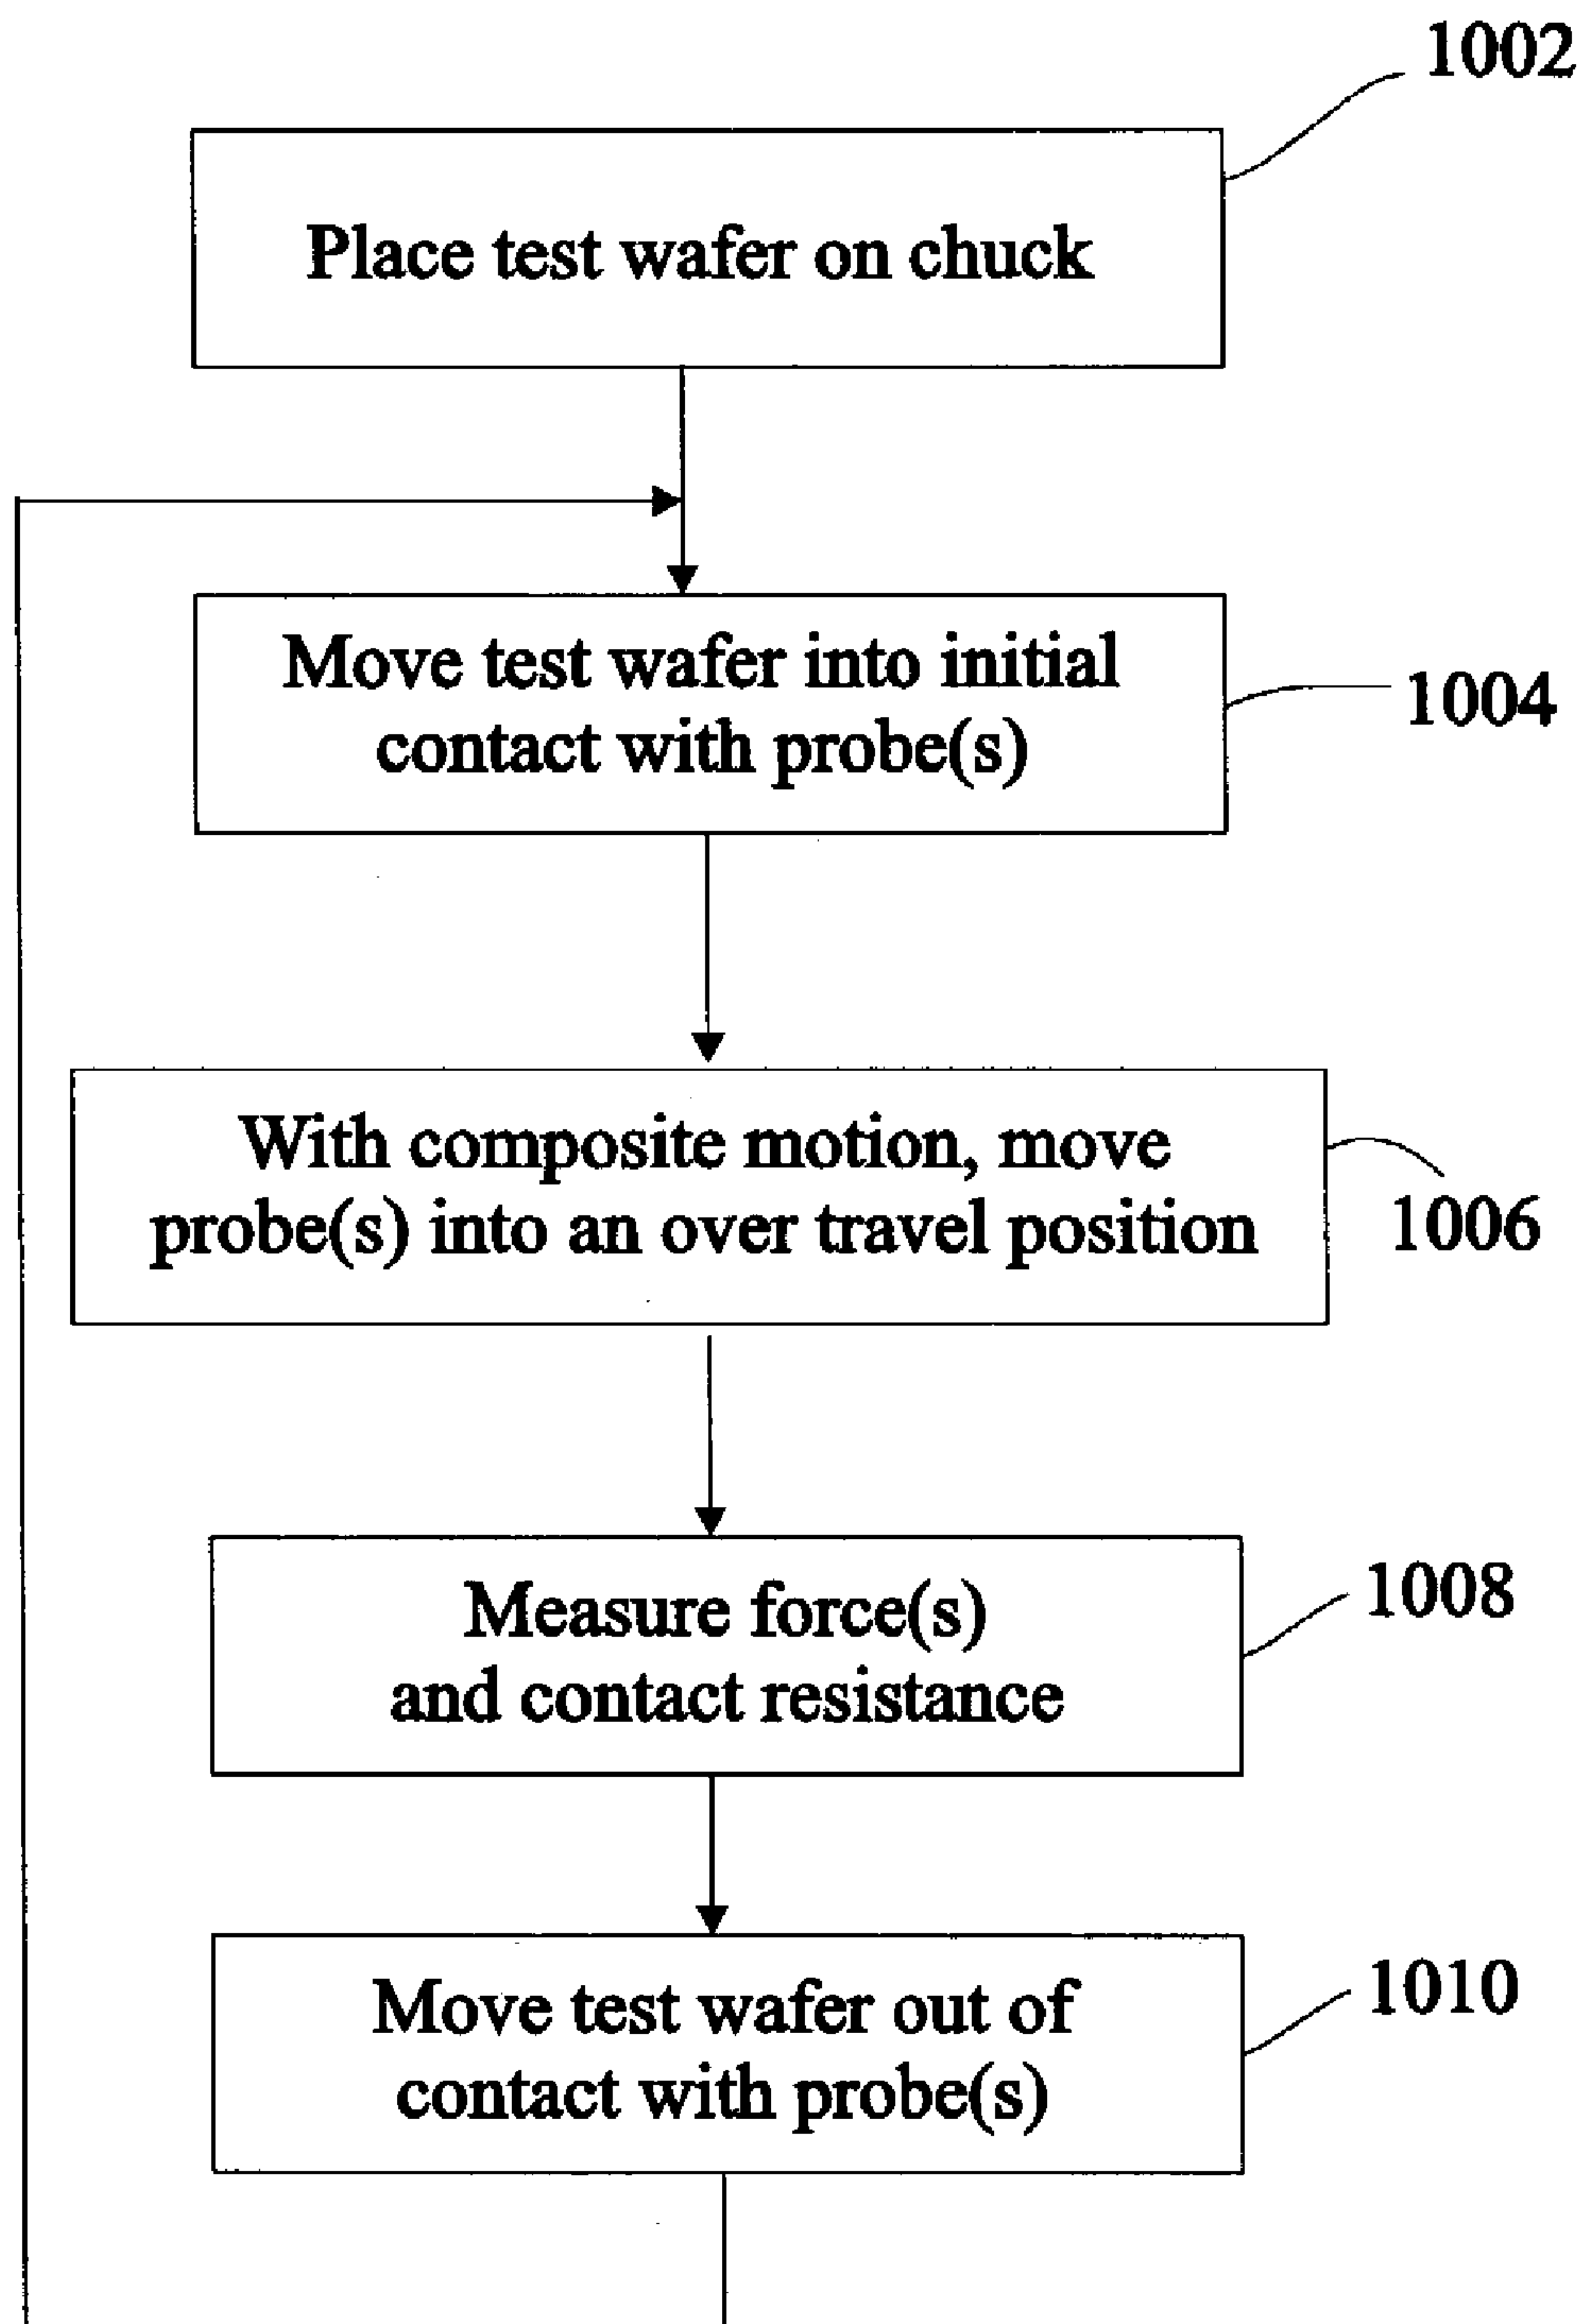 1002
Place test wafer on chuck
Move test wafer into initial
contact with probe(s)
1004
With composite motion, move
probe(s) into an over travel position
1006
Measure force(s)
and contact resistance
1008
Move test wafer out of
contact with probe(s)
1010